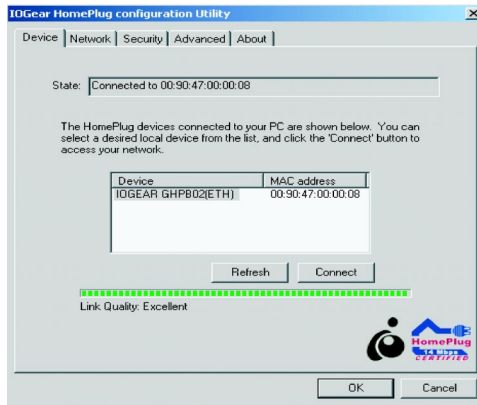 IOGear HomePlug configuration Utility
Device Network Security Advanced About
State: Connected to 00:90:47:00:00:08
The HomePlug devices connected to your PC are shown below. You can
select a desired local device from the list, and click the 'Connect' button to
access your network.
Device MAC address
IOGEAR GHPB02(ETH) 00:90:47:00:00:08
Refresh Connect
Link Quality: Excellent
HomePlug
14 Mbps
CERTIFIED
OK Cancel